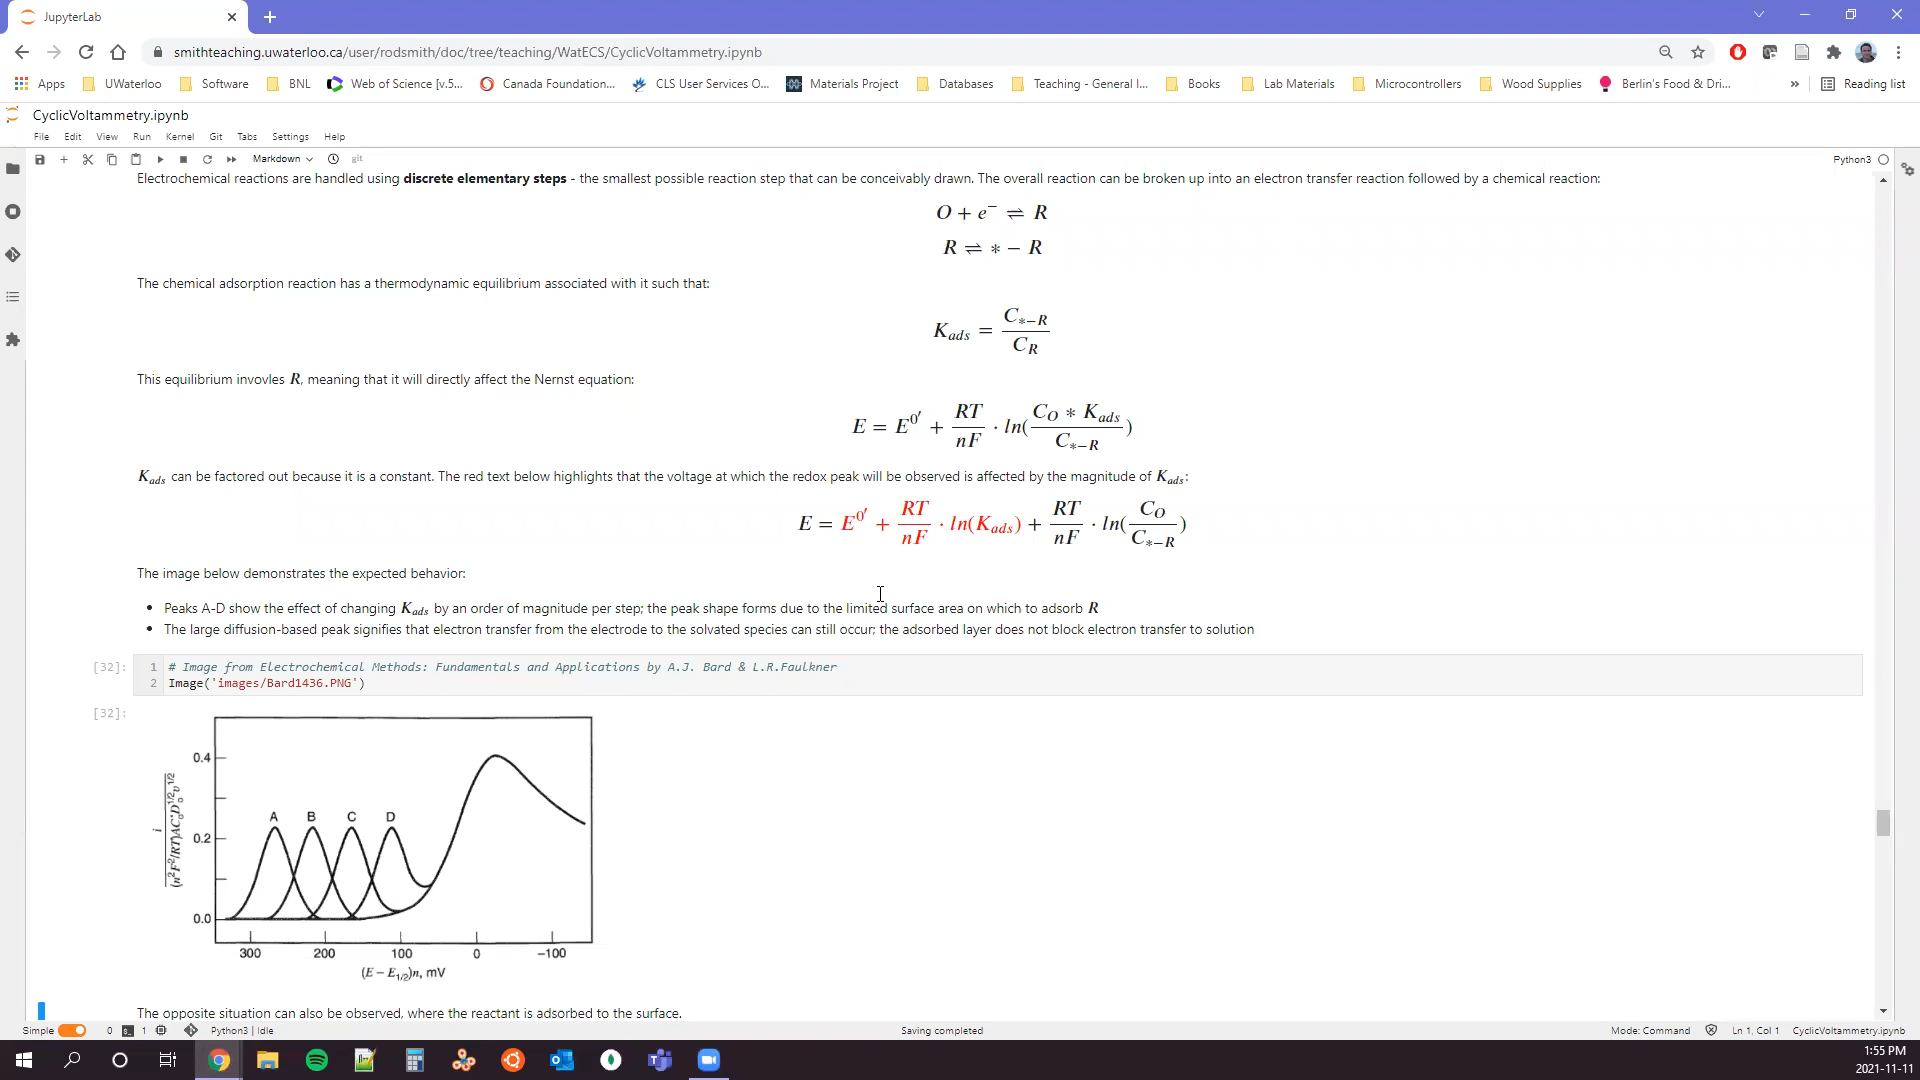 JupyterLab
smithteaching.uwaterloo.ca/user/rodsmith/doc/tree/teaching/WatECS/CyclicVoltammetry.ipynb
Apps UWaterloo Software BNL Web of Science [v.5... Canada Foundation... CLS User Services O... Materials Project Databases Teaching - General I... Books Lab Materials Microcontrollers Wood Supplies Berlin's Food & Dri... » Reading list
CyclicVoltammetry.ipynb
File Edit View Run Kernel Git Tabs Settings Help
Markdown git Python3
Electrochemical reactions are handled using discrete elementary steps - the smallest possible reaction step that can be conceivably drawn. The overall reaction can be broken up into an electron transfer reaction followed by a chemical reaction:
O + e⁻ ⇌ R
R ⇌ * − R
The chemical adsorption reaction has a thermodynamic equilibrium associated with it such that:
K_ads = C_{*−R} / C_R
This equilibrium invovles R, meaning that it will directly affect the Nernst equation:
E = E^{0'} + RT/nF · ln(C_O * K_ads / C_{*−R})
K_ads can be factored out because it is a constant. The red text below highlights that the voltage at which the redox peak will be observed is affected by the magnitude of K_ads:
E = E^{0'} + RT/nF · ln(K_ads) + RT/nF · ln(C_O / C_{*−R})
The image below demonstrates the expected behavior:
• Peaks A-D show the effect of changing K_ads by an order of magnitude per step; the peak shape forms due to the limited surface area on which to adsorb R
• The large diffusion-based peak signifies that electron transfer from the electrode to the solvated species can still occur; the adsorbed layer does not block electron transfer to solution
[32]: 1 # Image from Electrochemical Methods: Fundamentals and Applications by A.J. Bard & L.R.Faulkner
2 Image('images/Bard1436.PNG')
[32]:
0.4
A B C D
0.2
0.0
300 200 100 0 −100
(E − E_{1/2})n, mV
The opposite situation can also be observed, where the reactant is adsorbed to the surface.
Simple 0 1 Python3 | Idle Saving completed Mode: Command Ln 1, Col 1 CyclicVoltammetry.ipynb
1:55 PM
2021-11-11